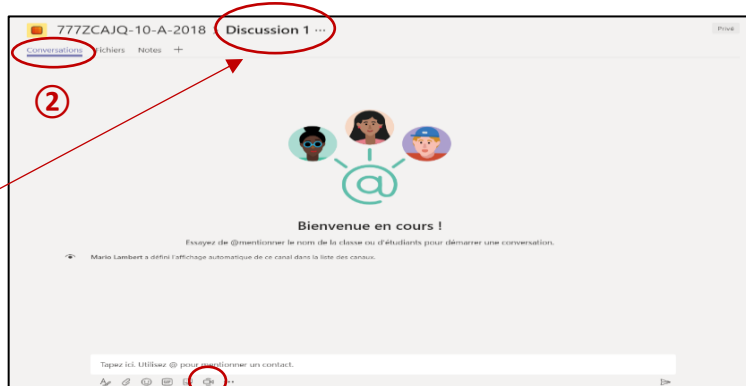 777ZCAJQ-10-A-2018 / Discussion 1 ···
Privé
Conversations Fichiers Notes +
2
Bienvenue en cours !
Essayez de @mentionner le nom de la classe ou d'étudiants pour démarrer une conversation.
Mario Lambert a défini l'affichage automatique de ce canal dans la liste des canaux.
Tapez ici. Utilisez @ pour mentionner un contact.